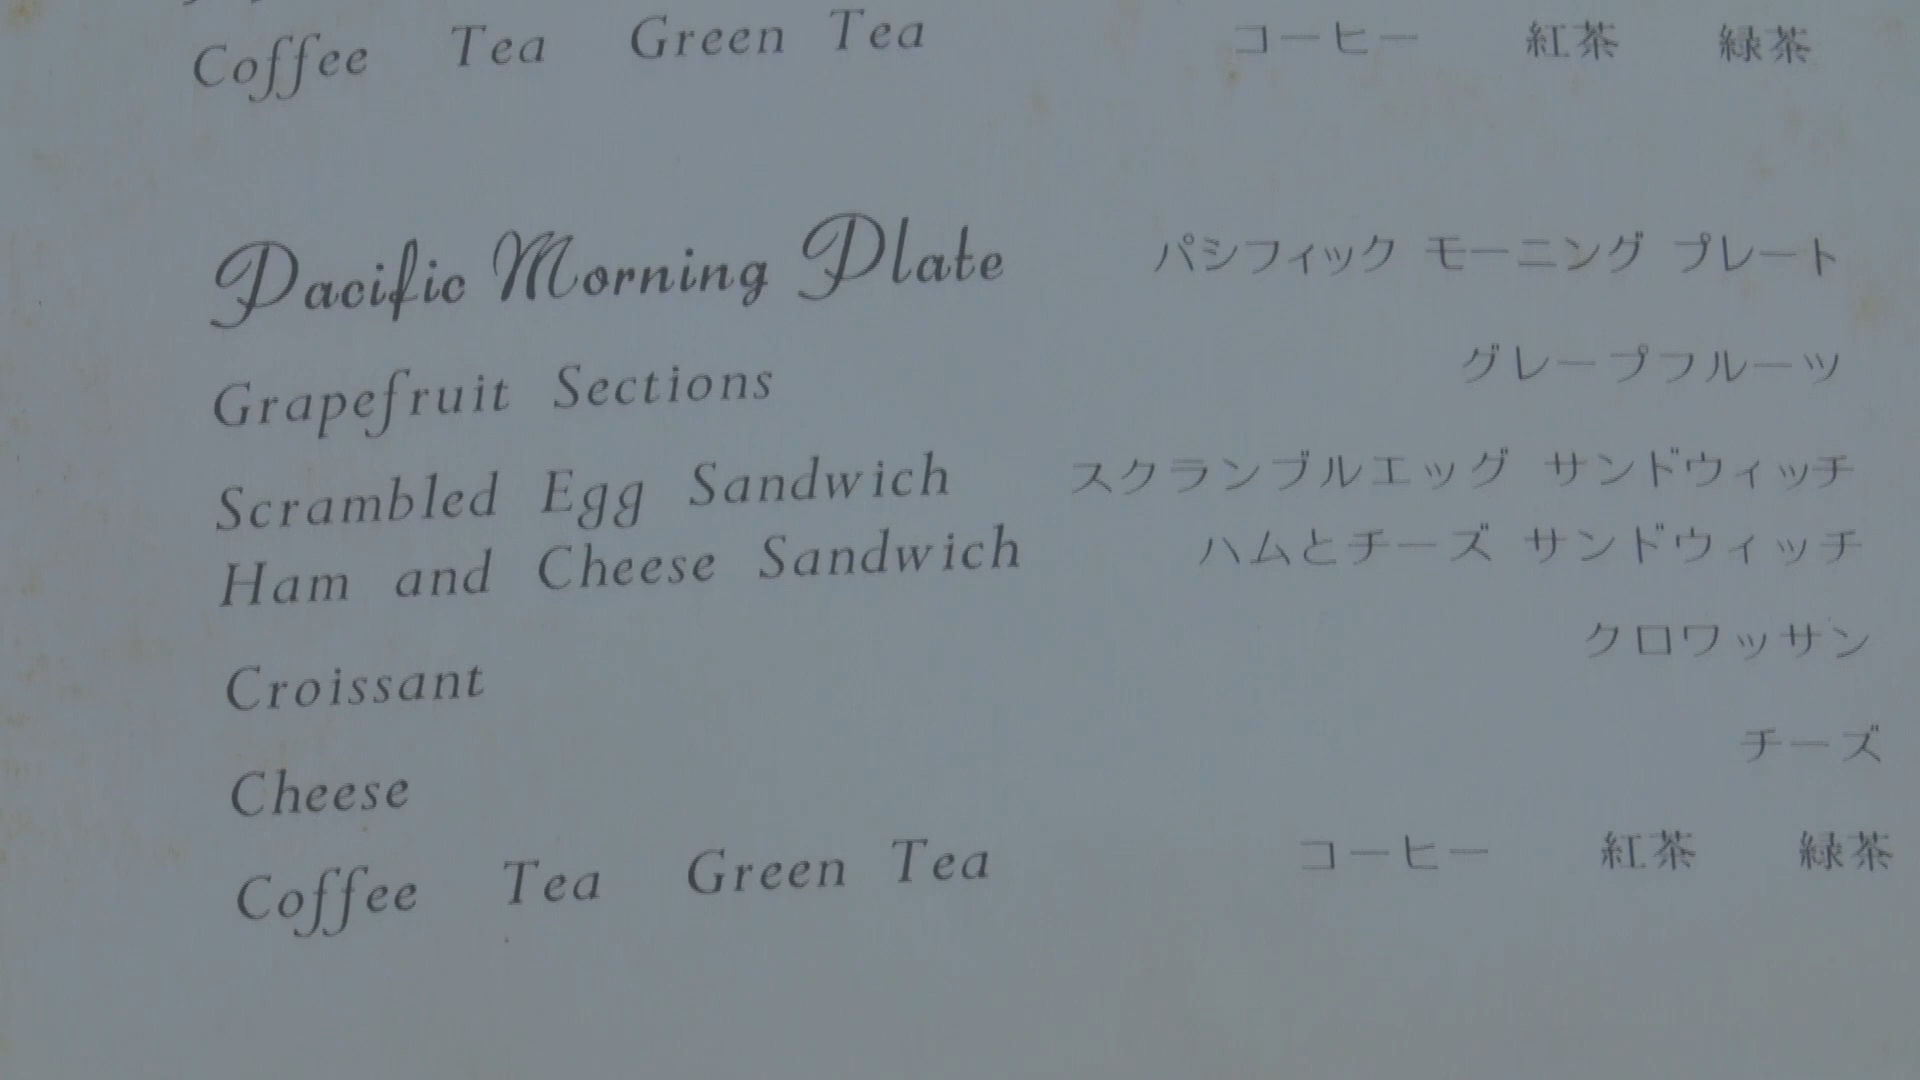 Coffee Tea Green Tea コーヒー 紅茶 緑茶
Pacific Morning Plate パシフィック モーニング プレート
Grapefruit Sections グレープフルーツ
Scrambled Egg Sandwich スクランブルエッグ サンドウィッチ
Ham and Cheese Sandwich ハムとチーズ サンドウィッチ
Croissant クロワッサン
Cheese チーズ
Coffee Tea Green Tea コーヒー 紅茶 緑茶